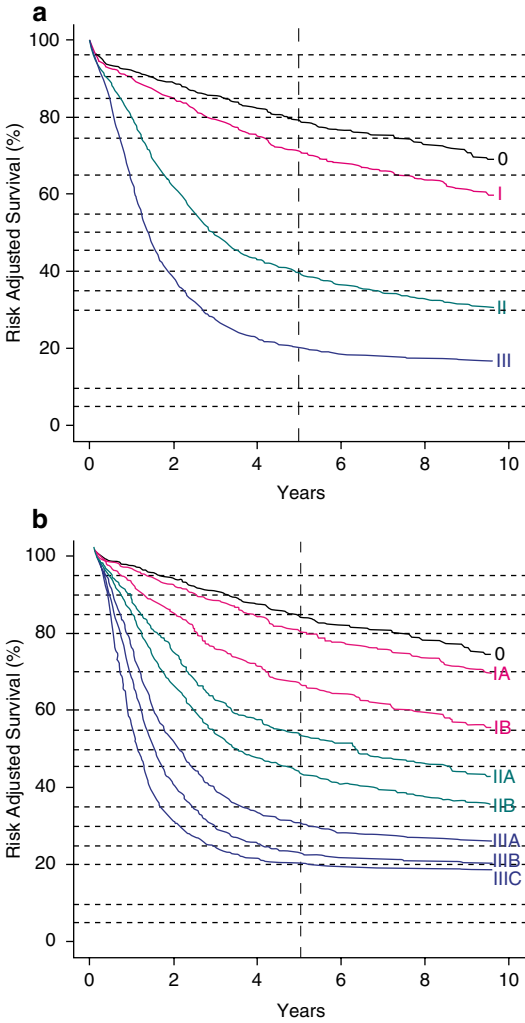 a
Risk Adjusted Survival (%)
100
80
60
40
20
0
0
I
II
III
0 2 4 6 8 10
Years
b
Risk Adjusted Survival (%)
100
80
60
40
20
0
0
IA
IB
IIA
IIB
IIIA
IIIB
IIIC
0 2 4 6 8 10
Years